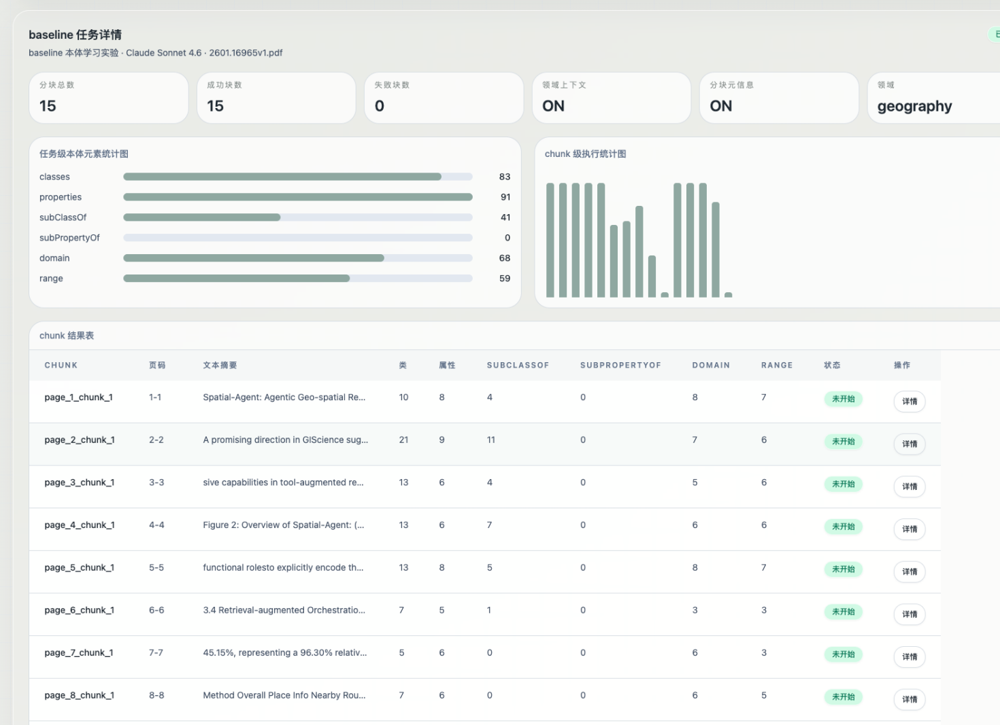 baseline 任务详情
baseline 本体学习实验 · Claude Sonnet 4.6 · 2601.16965v1.pdf
分块总数 成功块数 失败块数 领域上下文 分块元信息 领域
15 15 0 ON ON geography
任务级本体元素统计图
classes 83
properties 91
subClassOf 41
subPropertyOf 0
domain 68
range 59
chunk 级执行统计图
chunk 结果表
CHUNK 页码 文本摘要 类 属性 SUBCLASSOF SUBPROPERTYOF DOMAIN RANGE 状态 操作
page_1_chunk_1 1-1 Spatial-Agent: Agentic Geo-spatial Re... 10 8 4 0 8 7 未开始 详情
page_2_chunk_1 2-2 A promising direction in GIScience sug... 21 9 11 0 7 6 未开始 详情
page_3_chunk_1 3-3 sive capabilities in tool-augmented re... 13 6 4 0 5 6 未开始 详情
page_4_chunk_1 4-4 Figure 2: Overview of Spatial-Agent: (... 13 6 7 0 6 6 未开始 详情
page_5_chunk_1 5-5 functional rolesto explicitly encode th... 13 8 5 0 8 7 未开始 详情
page_6_chunk_1 6-6 3.4 Retrieval-augmented Orchestratio... 7 5 1 0 3 3 未开始 详情
page_7_chunk_1 7-7 45.15%, representing a 96.30% relativ... 5 6 0 0 6 3 未开始 详情
page_8_chunk_1 8-8 Method Overall Place Info Nearby Rou... 7 6 0 0 6 5 未开始 详情